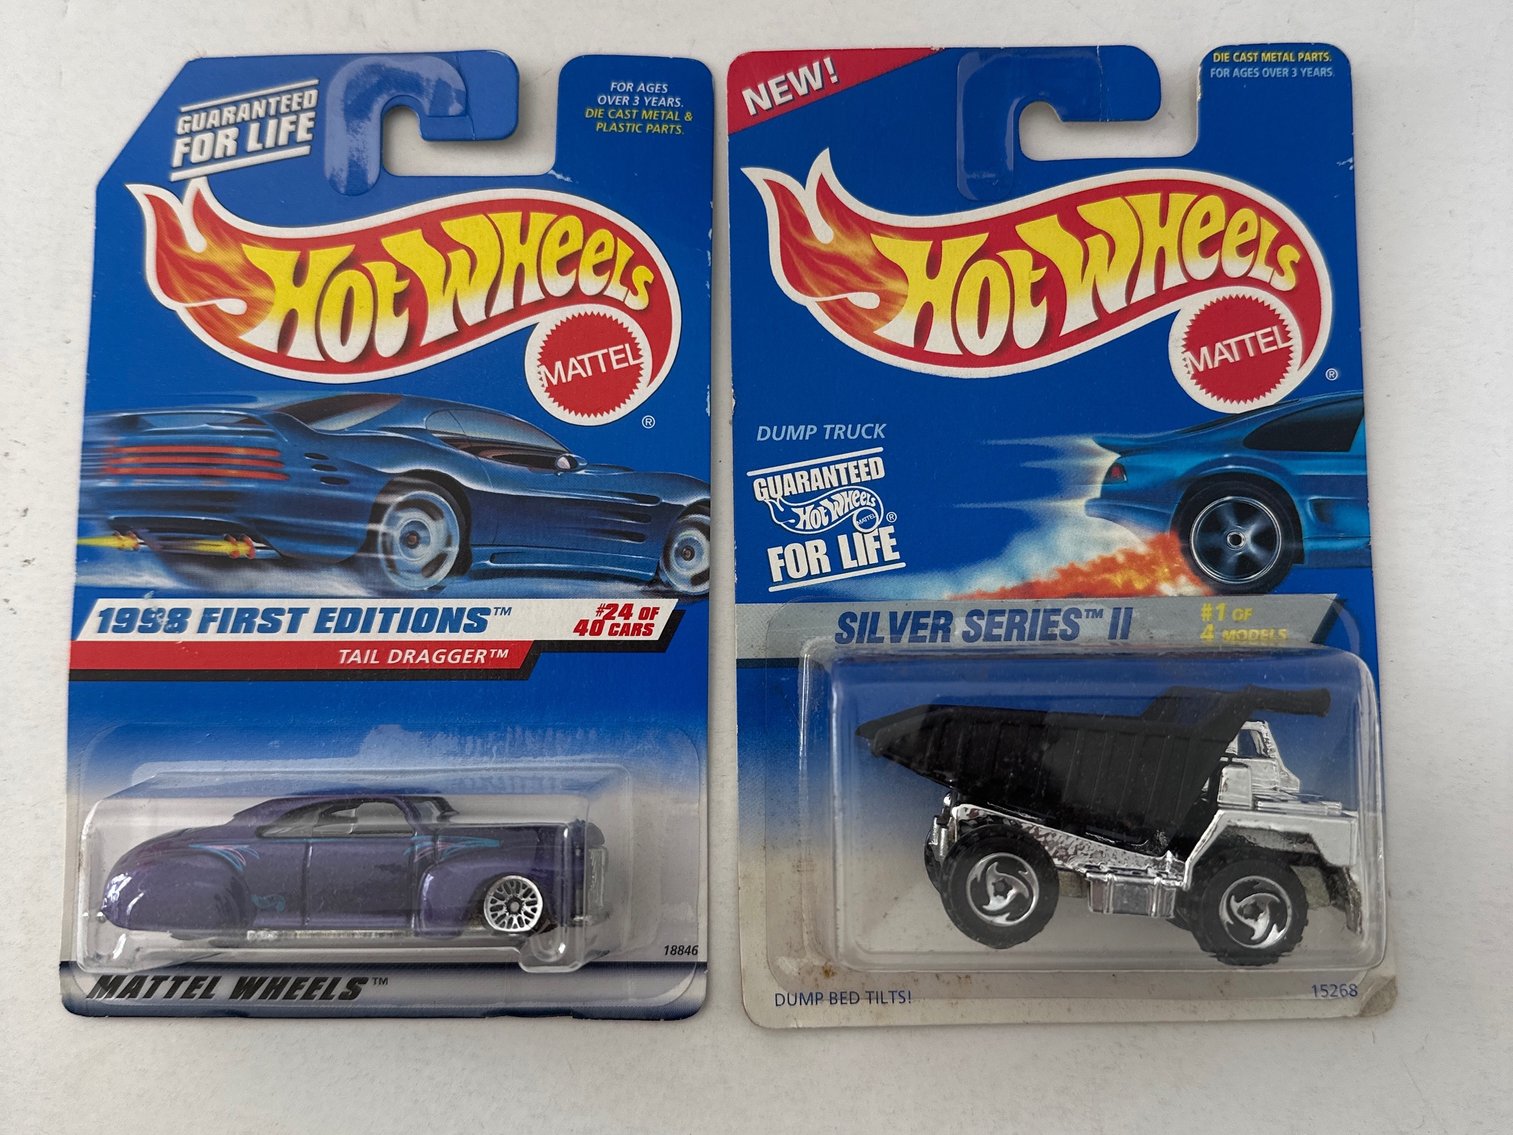 GUARANTEED
FOR LIFE
FOR AGES
OVER 3 YEARS.
DIE CAST METAL &
PLASTIC PARTS.
HOT WHEELS
MATTEL
®
1998 FIRST EDITIONS™
#24 OF
40 CARS
TAIL DRAGGER™
18846
MATTEL WHEELS™
NEW!
DIE CAST METAL PARTS.
FOR AGES OVER 3 YEARS.
HOT WHEELS
MATTEL
®
DUMP TRUCK
GUARANTEED
HOT WHEELS
MATTEL
®
FOR LIFE
SILVER SERIES™ II
#1 OF
4 MODELS
DUMP BED TILTS!
15268